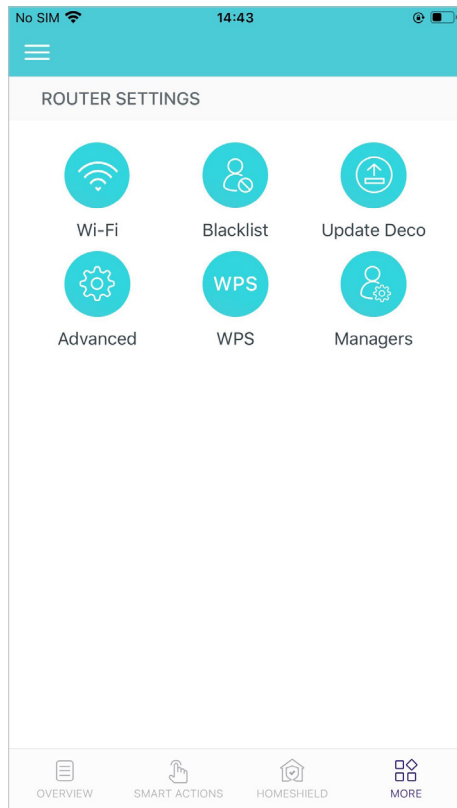 No SIM 14:43
ROUTER SETTINGS
Wi-Fi Blacklist Update Deco
WPS
Advanced WPS Managers
OVERVIEW SMART ACTIONS HOMESHIELD MORE